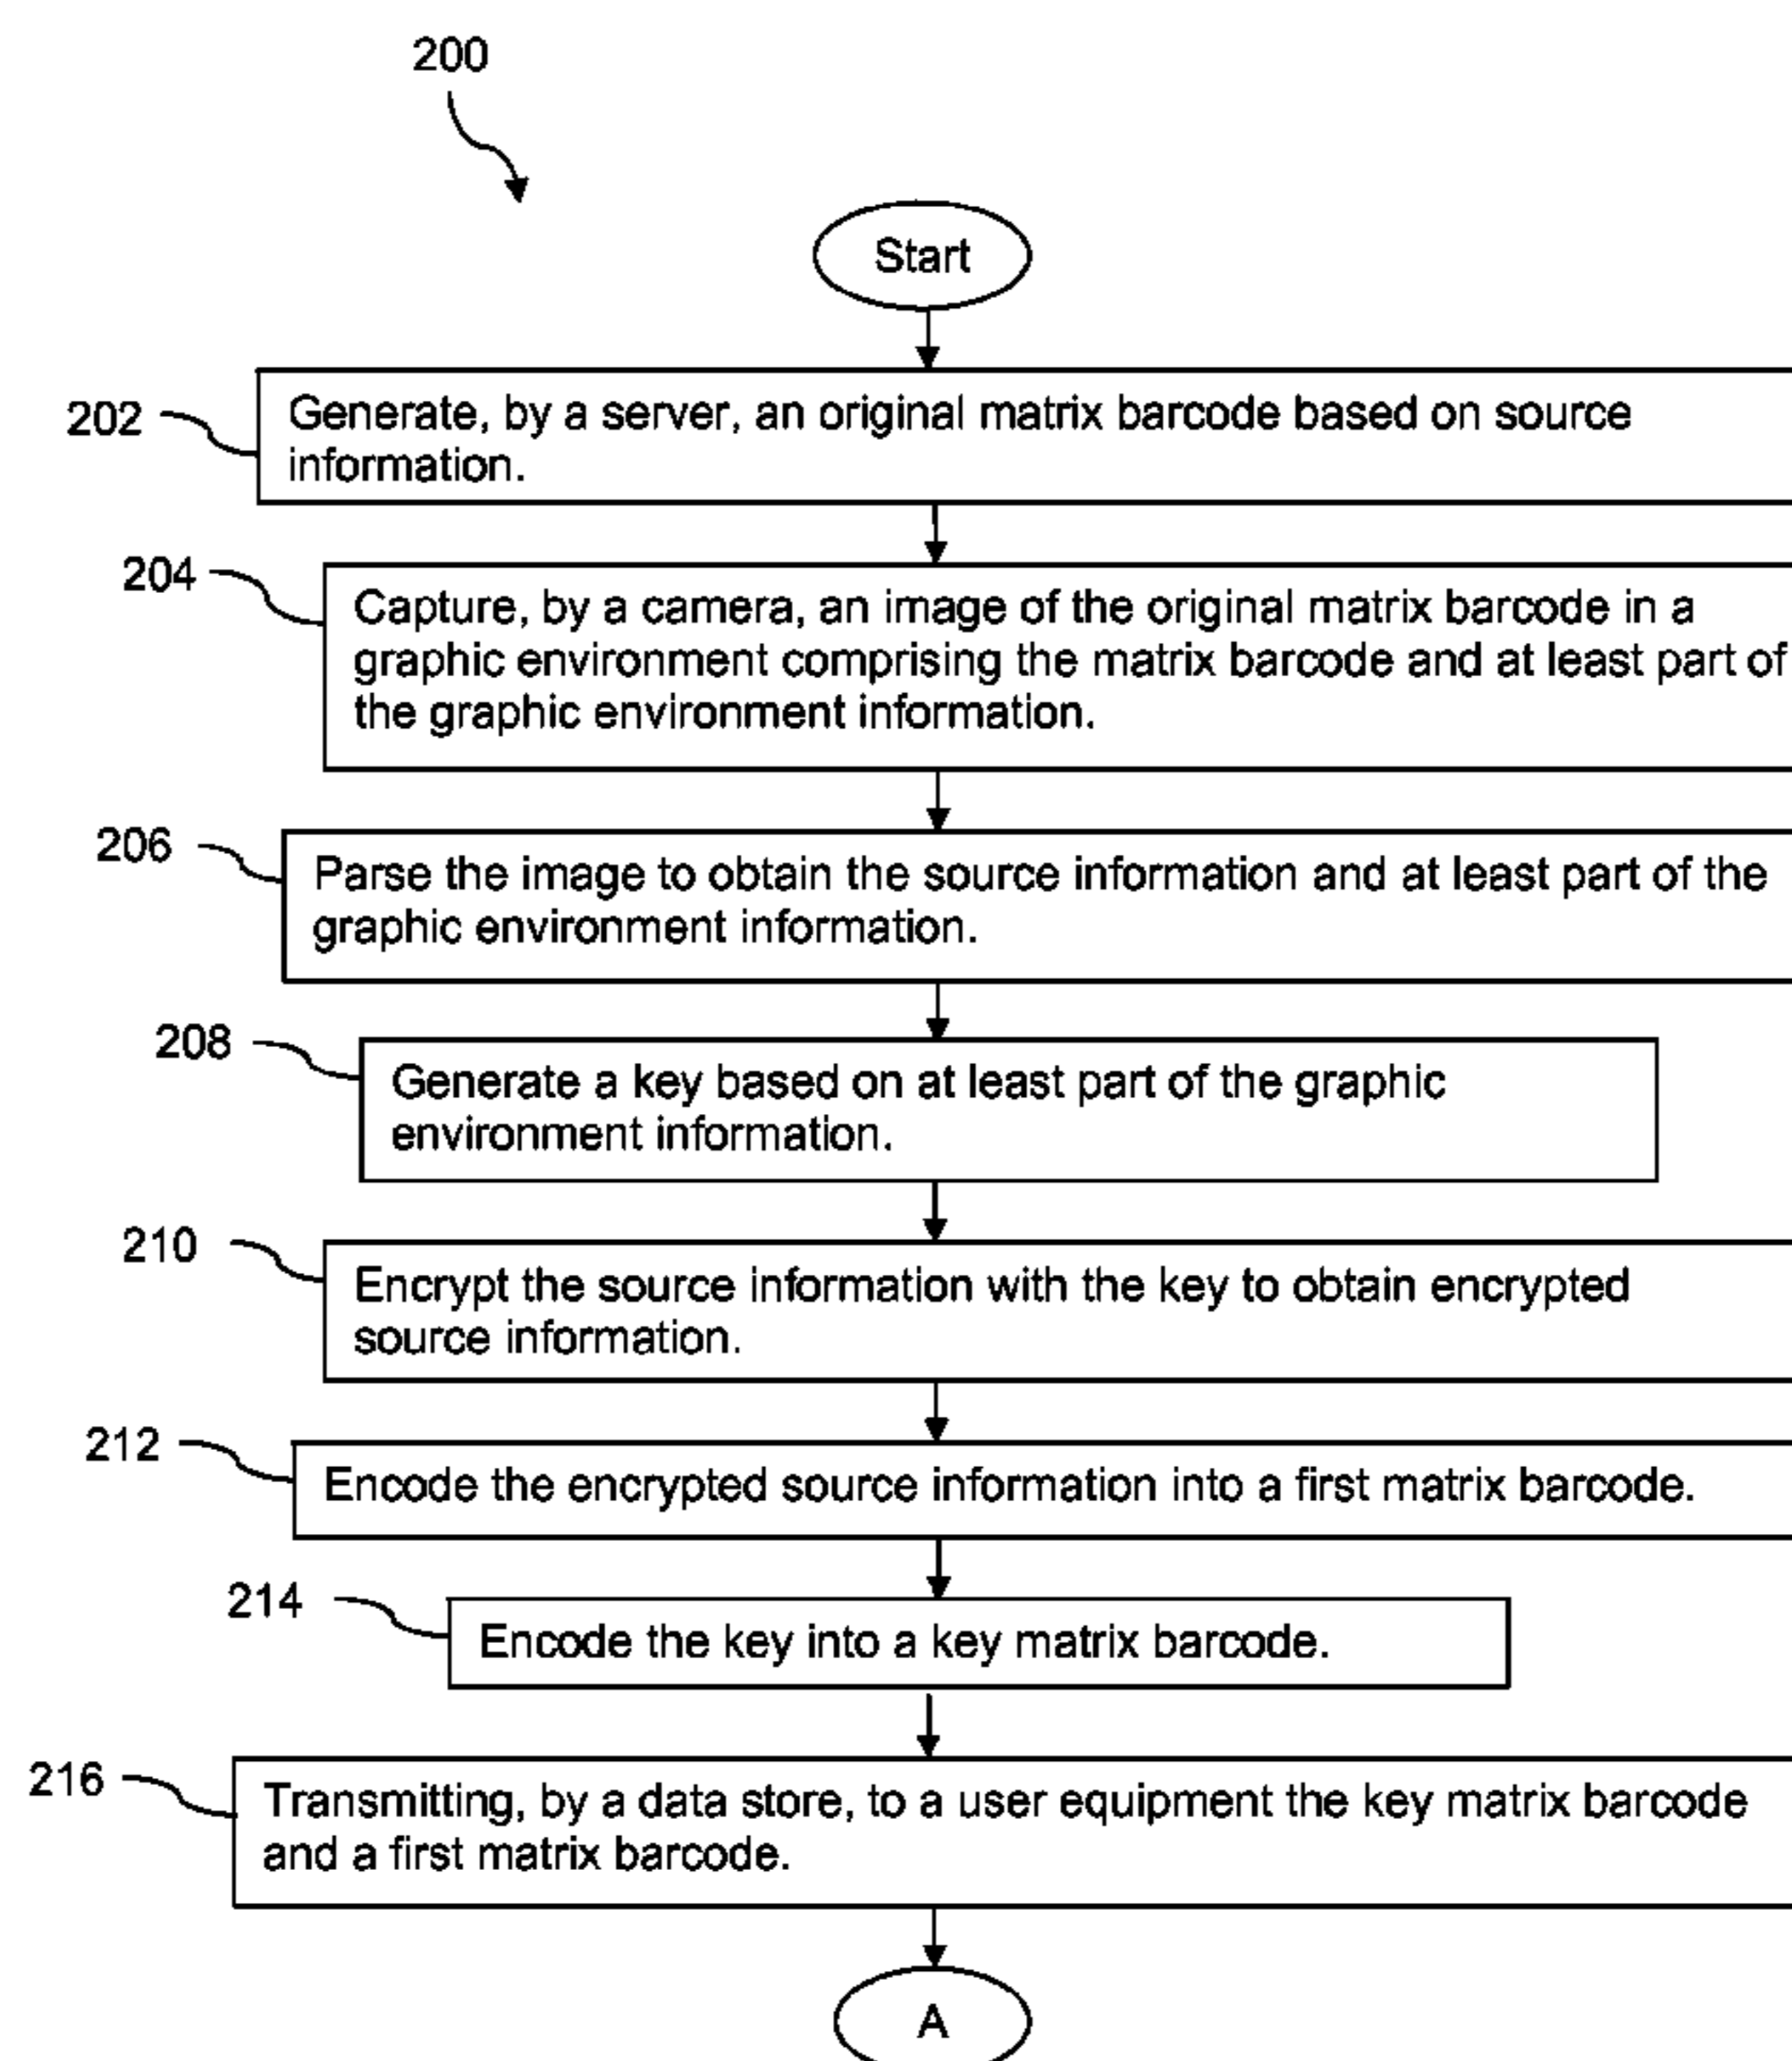 200
Start
202
Generate, by a server, an original matrix barcode based on source
information.
204
Capture, by a camera, an image of the original matrix barcode in a
graphic environment comprising the matrix barcode and at least part of
the graphic environment information.
206
Parse the image to obtain the source information and at least part of the
graphic environment information.
208
Generate a key based on at least part of the graphic
environment information.
210
Encrypt the source information with the key to obtain encrypted
source information.
212
Encode the encrypted source information into a first matrix barcode.
214
Encode the key into a key matrix barcode.
216
Transmitting, by a data store, to a user equipment the key matrix barcode
and a first matrix barcode.
A